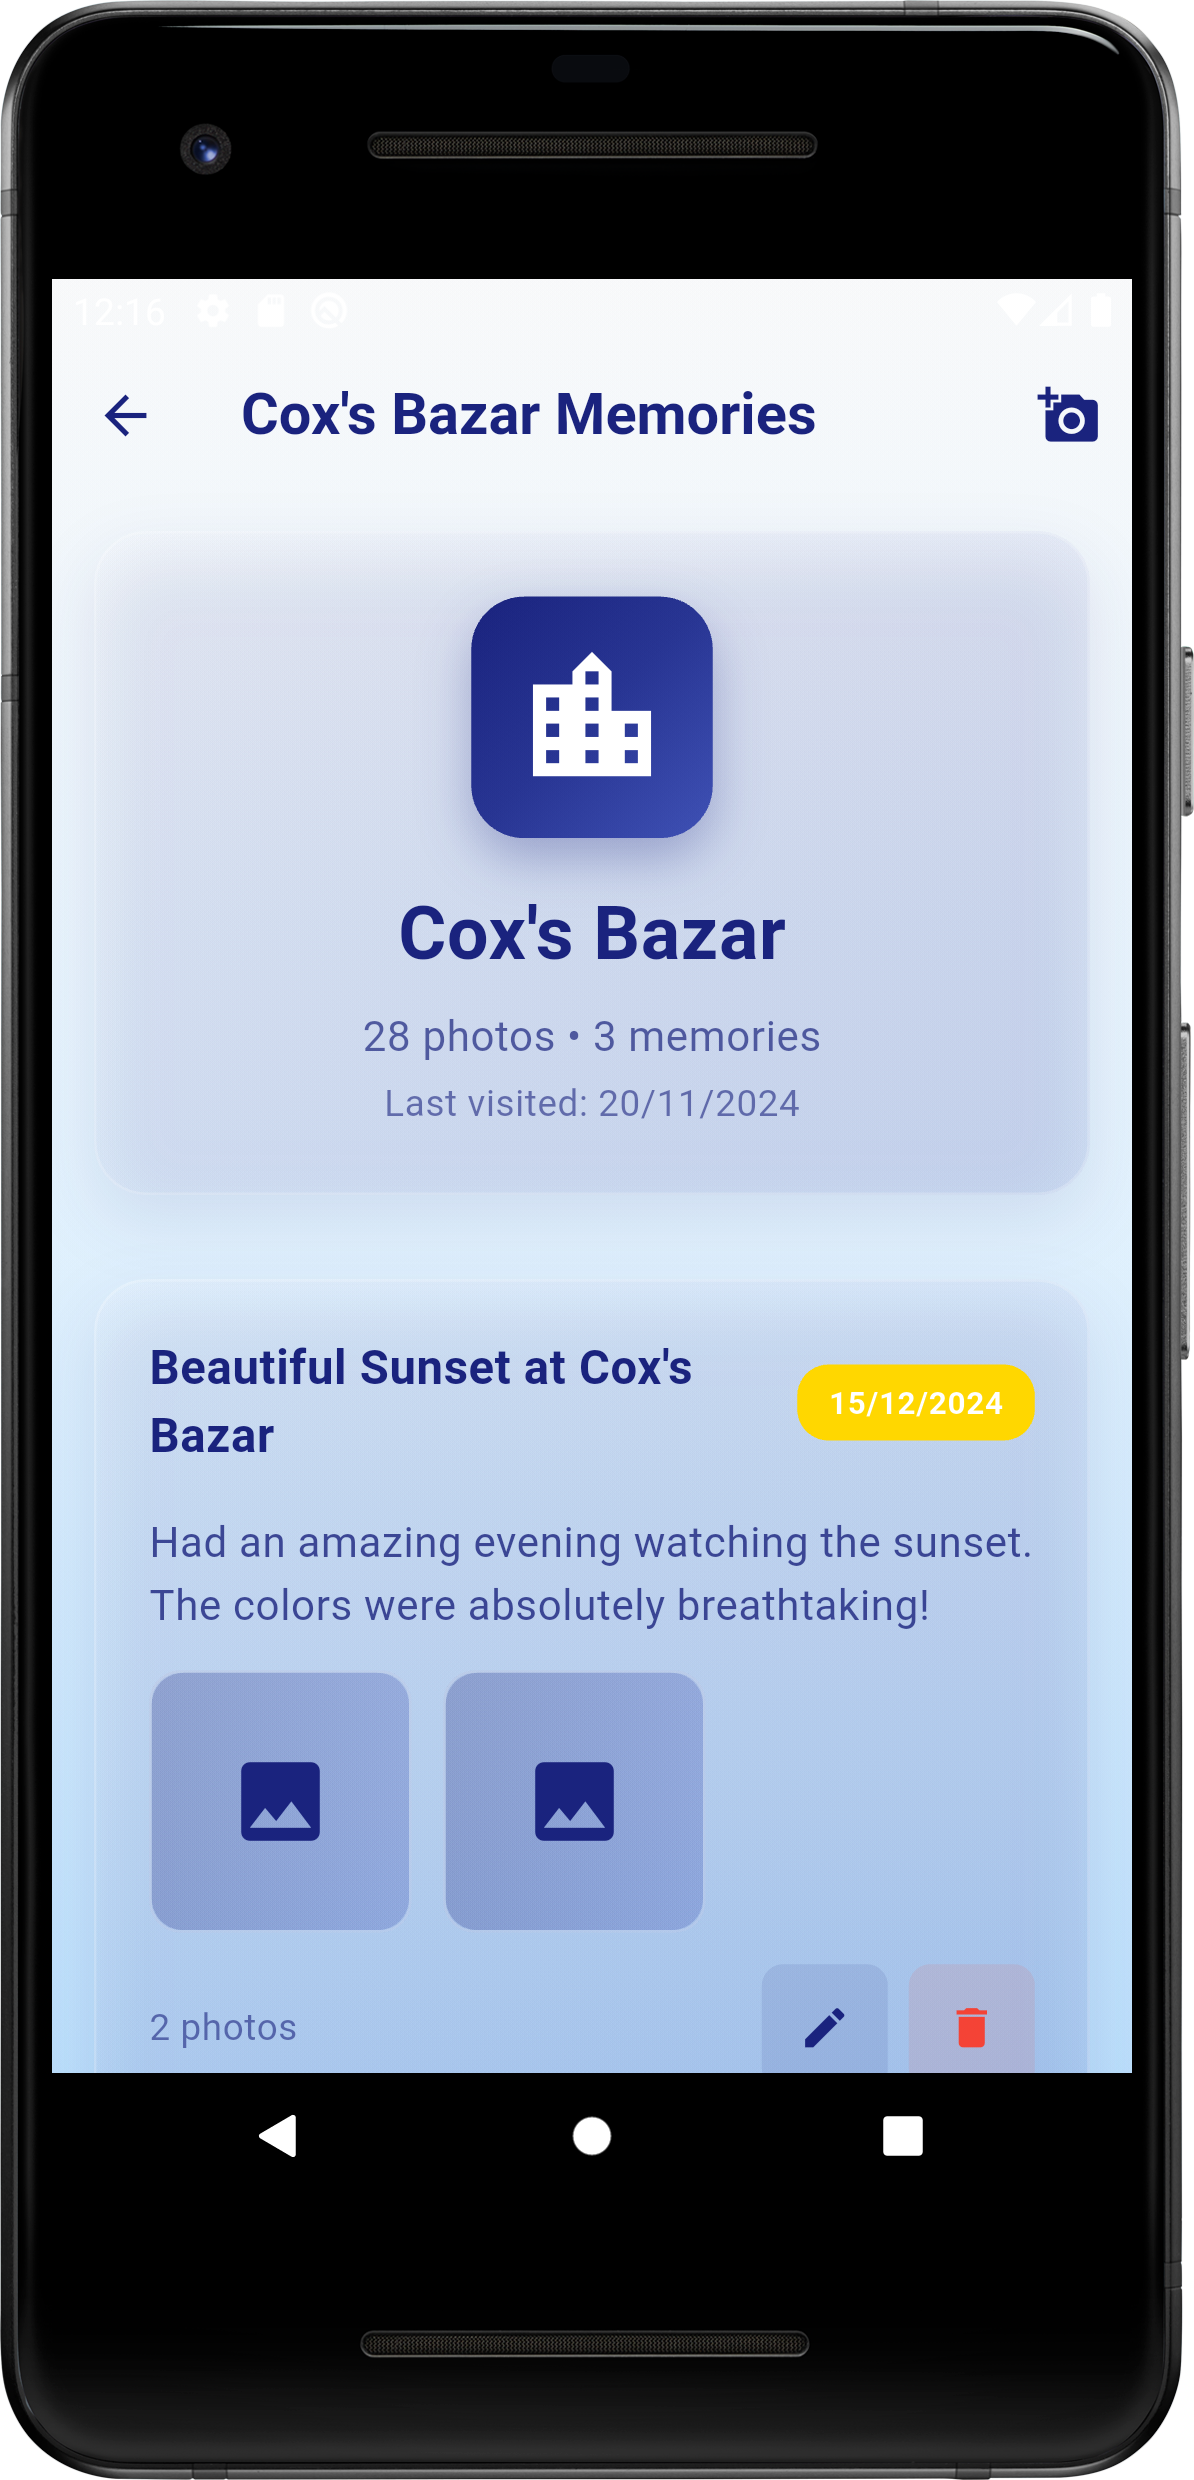 12:16
Cox's Bazar Memories
Cox's Bazar
28 photos • 3 memories
Last visited: 20/11/2024
Beautiful Sunset at Cox's
Bazar
15/12/2024
Had an amazing evening watching the sunset.
The colors were absolutely breathtaking!
2 photos